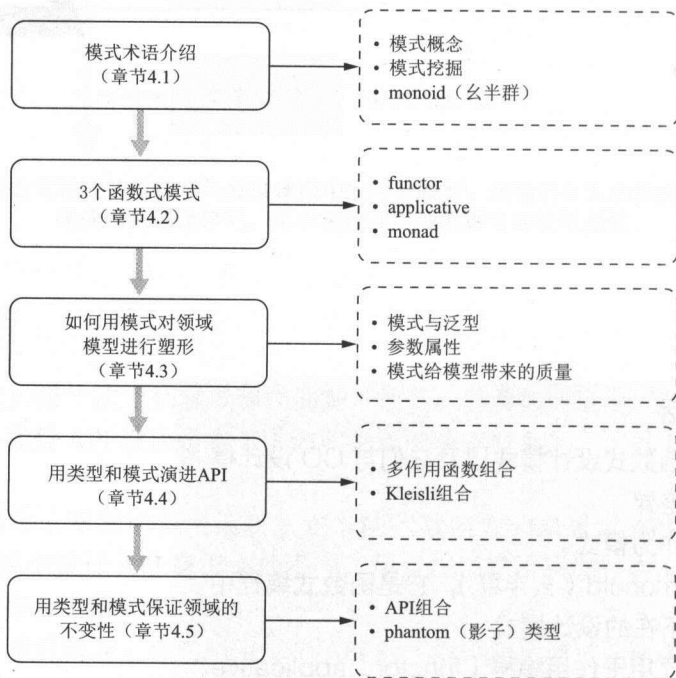 模式术语介绍
（章节4.1）
• 模式概念
• 模式挖掘
• monoid（幺半群）
3个函数式模式
（章节4.2）
functor
• applicative
• monad
如何用模式对领域
模型进行塑形
（章节4.3）
• 模式与泛型
• 参数属性
• 模式给模型带来的质量
用类型和模式演进API
（章节4.4）
• 多作用函数组合
• Kleisli组合
用类型和模式保证领域的
不变性（章节4.5）
• API组合
• phantom（影子）类型